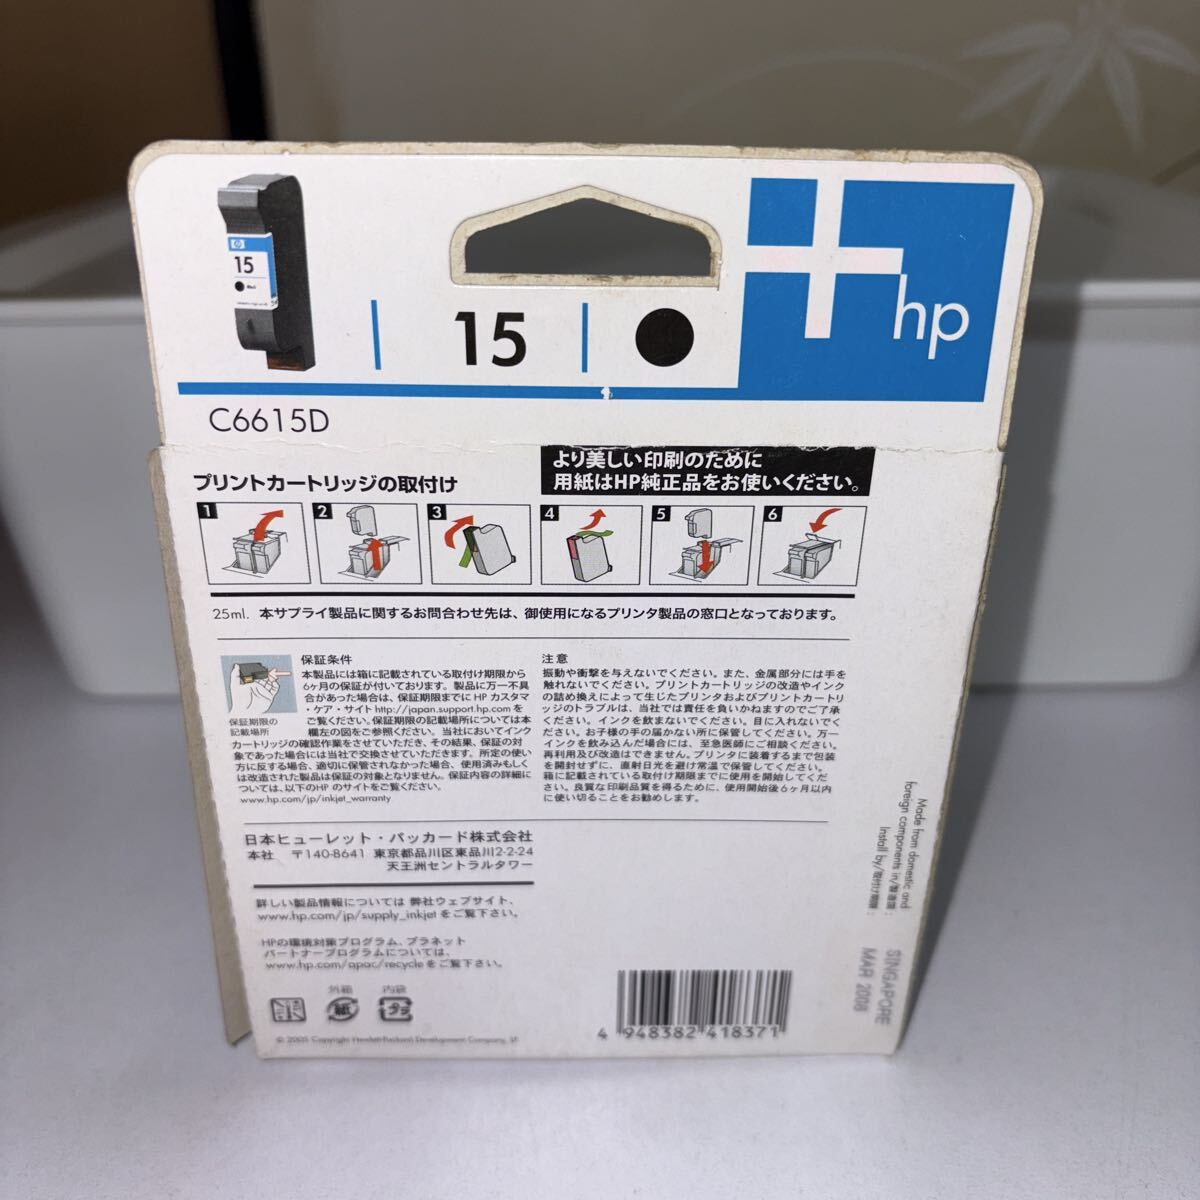 15
15
hp
C6615D
より美しい印刷のために
用紙はHP純正品をお使いください。
プリントカートリッジの取付け
1 2 3 4 5 6
25ml. 本サプライ製品に関するお問合わせ先は、御使用になるプリンタ製品の窓口となっております。
保証条件
本製品には箱に記載されている取付け期限から
6ヶ月の保証が付いております。製品に万一不具
合があった場合は、保証期限までに HP カスタマ
・ケア・サイト http://japan.support.hp.com を
ご覧ください。保証期限の記載場所については本
欄左の図をご参照ください。当社においてインク
保証期限の
記載場所
カートリッジの確認作業をさせていただき、その結果、保証の対
象であった場合には当社で交換させていただきます。所定の使い
方に反する場合、適切に保管されなかった場合、使用済みもしく
は改造された製品は保証の対象となりません。保証内容の詳細に
ついては、以下のHP のサイトをご覧ください。
www.hp.com/jp/inkjet_warranty
注意
振動や衝撃を与えないでください。また、金属部分には手を
触れないでください。プリントカートリッジの改造やインク
の詰め換えによって生じたプリンタおよびプリントカートリ
ッジのトラブルは、当社では責任を負いかねますのでご了承
ください。インクを飲まないでください。目に入れないでく
ださい。お子様の手の届かない所に保管してください。万一
インクを飲み込んだ場合には、至急医師にご相談ください。
再利用及び改造はできません。プリンタに装着するまで包装
を開封せずに、直射日光を避け常温で保管してください。
箱に記載されている取付け期限までに使用を開始してくだ
さい。良質な印刷品質を得るために、使用開始後6ヶ月以内
に使い切ることをお勧めします。
日本ヒューレット・パッカード株式会社
本社 〒140-8641 東京都品川区東品川2-2-24
天王洲セントラルタワー
詳しい製品情報については 弊社ウェブサイト、
www.hp.com/jp/supply_inkjet をご覧下さい。
HPの環境対策プログラム、プラネット
パートナープログラムについては、
www.hp.com/apac/recycle をご覧下さい。
外箱 内袋
紙 プラ
© 2005 Copyright Hewlett-Packard Development Company, LP.
4 948382 418371
Made from domestic and
foreign components in/製造国：
Install by/取付け期限：
SINGAPORE
MAR 2008